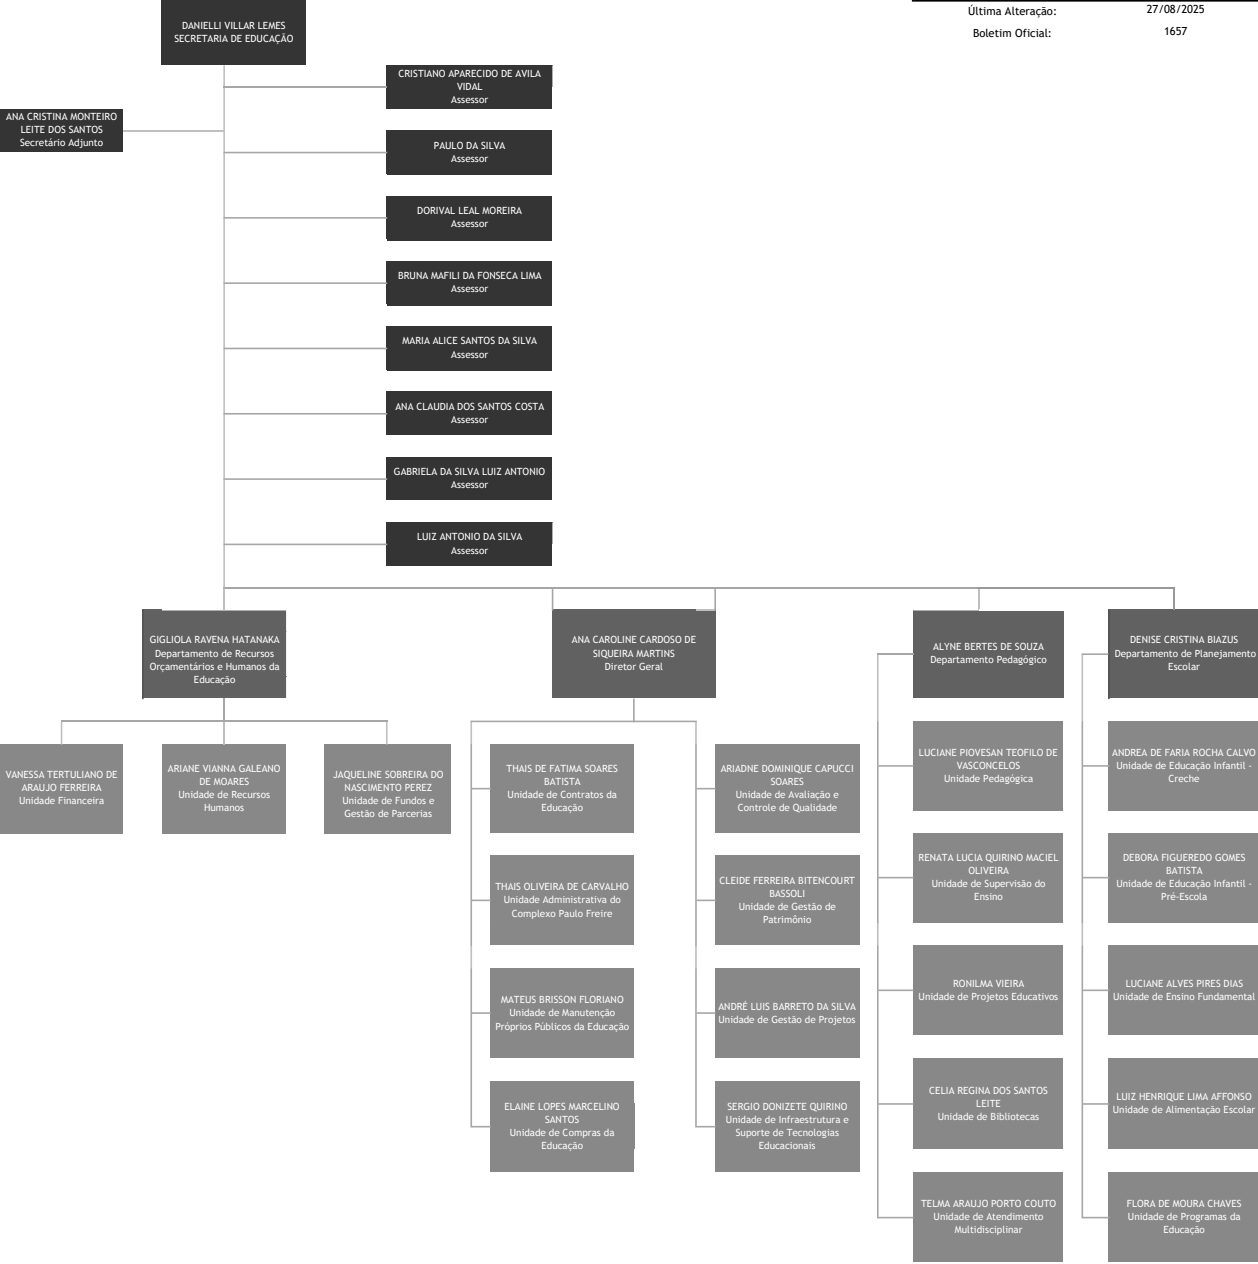 DANIELLI VILLAR LEMES
SECRETARIA DE EDUCAÇÃO
Última Alteração: 27/08/2025
Boletim Oficial: 1657
CRISTIANO APARECIDO DE AVILA
VIDAL
Assessor
ANA CRISTINA MONTEIRO
LEITE DOS SANTOS
Secretário Adjunto
PAULO DA SILVA
Assessor
DORIVAL LEAL MOREIRA
Assessor
BRUNA MAFILI DA FONSECA LIMA
Assessor
MARIA ALICE SANTOS DA SILVA
Assessor
ANA CLAUDIA DOS SANTOS COSTA
Assessor
GABRIELA DA SILVA LUIZ ANTONIO
Assessor
LUIZ ANTONIO DA SILVA
Assessor
GIGLIOLA RAVENA HATANAKA
Departamento de Recursos
Orçamentários e Humanos da
Educação
ANA CAROLINE CARDOSO DE
SIQUEIRA MARTINS
Diretor Geral
ALYNE BERTES DE SOUZA
Departamento Pedagógico
DENISE CRISTINA BIAZUS
Departamento de Planejamento
Escolar
VANESSA TERTULIANO DE
ARAUJO FERREIRA
Unidade Financeira
ARIANE VIANNA GALEANO
DE MOARES
Unidade de Recursos
Humanos
JAQUELINE SOBREIRA DO
NASCIMENTO PEREZ
Unidade de Fundos e
Gestão de Parcerias
THAIS DE FATIMA SOARES
BATISTA
Unidade de Contratos da
Educação
ARIADNE DOMINIQUE CAPUCCI
SOARES
Unidade de Avaliação e
Controle de Qualidade
LUCIANE PIOVESAN TEOFILO DE
VASCONCELOS
Unidade Pedagógica
ANDREA DE FARIA ROCHA CALVO
Unidade de Educação Infantil -
Creche
THAIS OLIVEIRA DE CARVALHO
Unidade Administrativa do
Complexo Paulo Freire
CLEIDE FERREIRA BITENCOURT
BASSOLI
Unidade de Gestão de
Patrimônio
RENATA LUCIA QUIRINO MACIEL
OLIVEIRA
Unidade de Supervisão do
Ensino
DEBORA FIGUEREDO GOMES
BATISTA
Unidade de Educação Infantil -
Pré-Escola
MATEUS BRISSON FLORIANO
Unidade de Manutenção
Próprios Públicos da Educação
ANDRÉ LUIS BARRETO DA SILVA
Unidade de Gestão de Projetos
RONILMA VIEIRA
Unidade de Projetos Educativos
LUCIANE ALVES PIRES DIAS
Unidade de Ensino Fundamental
ELAINE LOPES MARCELINO
SANTOS
Unidade de Compras da
Educação
SERGIO DONIZETE QUIRINO
Unidade de Infraestrutura e
Suporte de Tecnologias
Educacionais
CELIA REGINA DOS SANTOS
LEITE
Unidade de Bibliotecas
LUIZ HENRIQUE LIMA AFFONSO
Unidade de Alimentação Escolar
TELMA ARAUJO PORTO COUTO
Unidade de Atendimento
Multidisciplinar
FLORA DE MOURA CHAVES
Unidade de Programas da
Educação